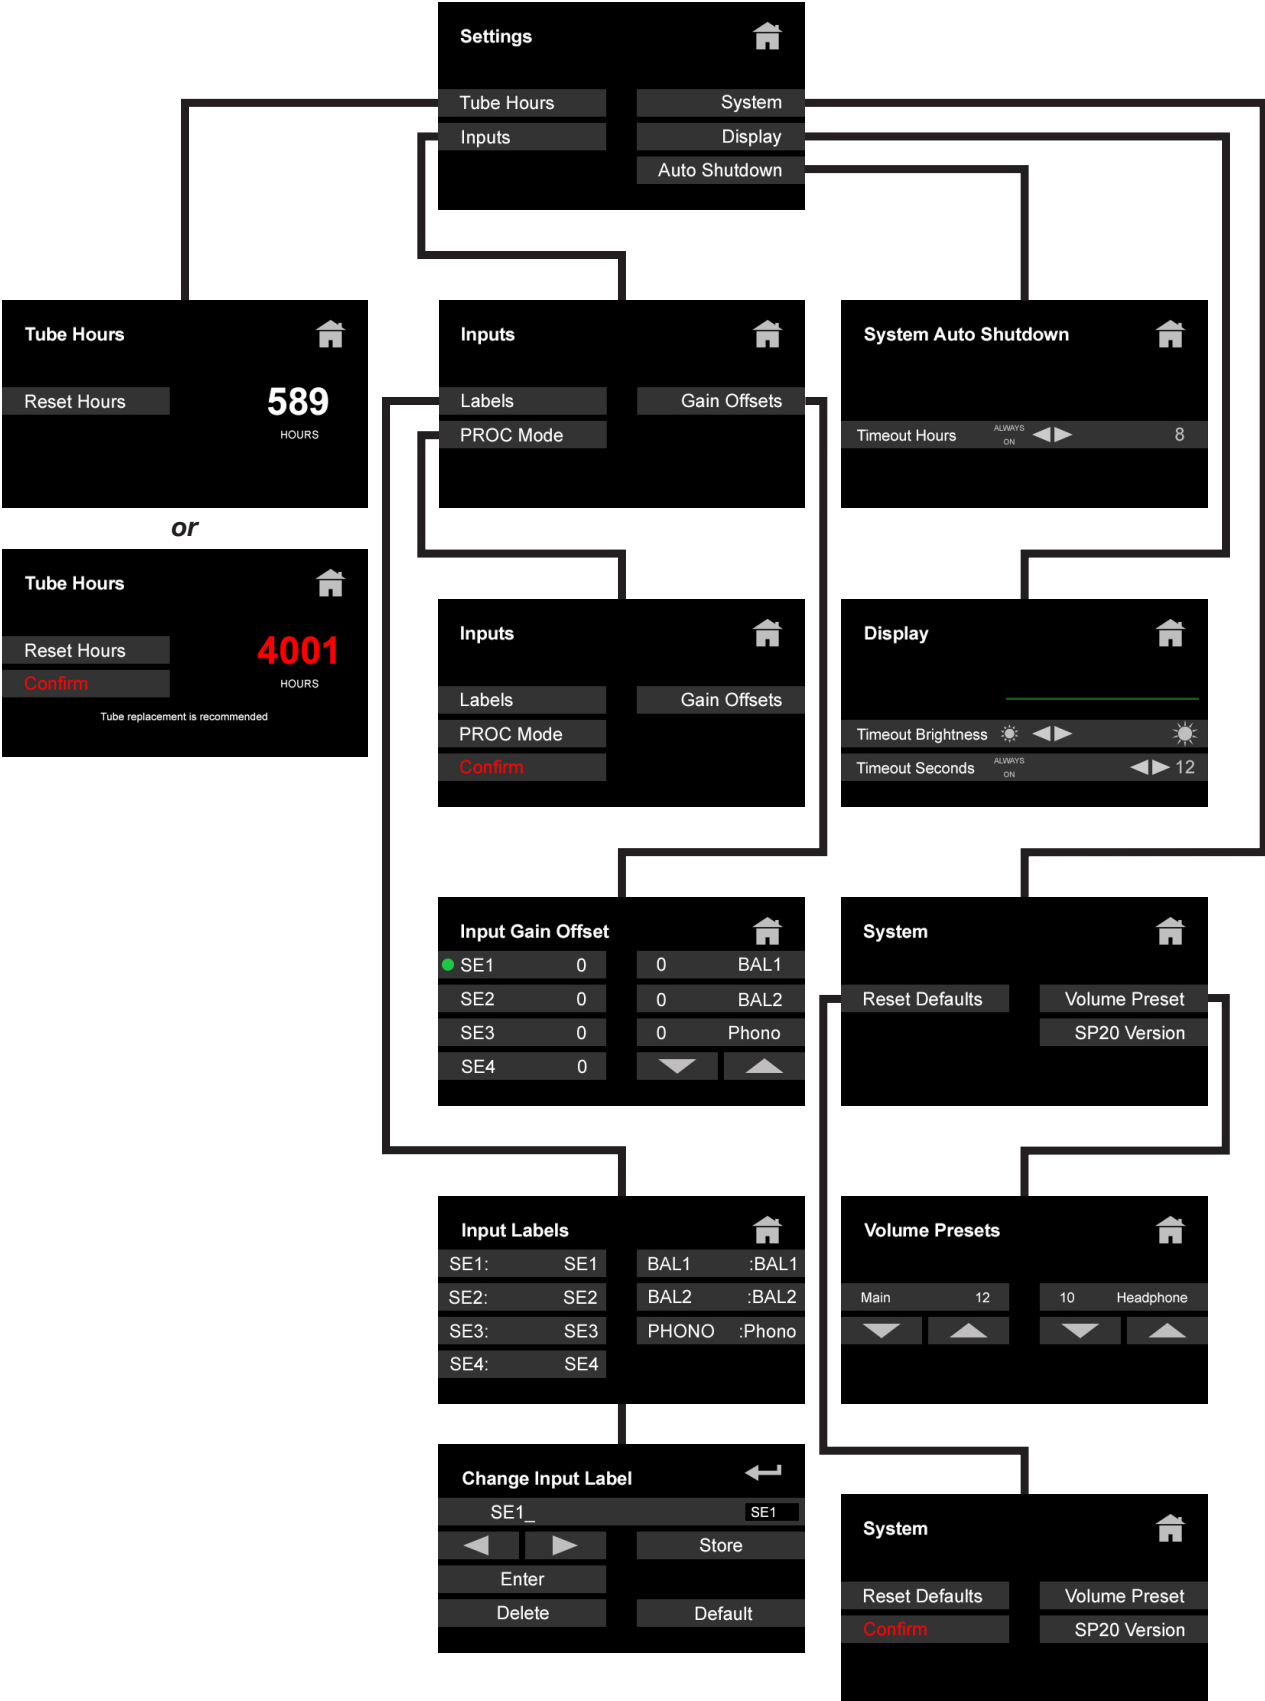 Settings
Tube Hours
System
Inputs
Display
Auto Shutdown
Tube Hours
Reset Hours
589
HOURS
or
Tube Hours
Reset Hours
4001
Confirm
HOURS
Tube replacement is recommended
Inputs
Labels
Gain Offsets
PROC Mode
System Auto Shutdown
Timeout Hours
ALWAYS
ON
8
Inputs
Labels
Gain Offsets
PROC Mode
Confirm
Display
Timeout Brightness
Timeout Seconds
ALWAYS
ON
12
Input Gain Offset
SE1 0
0 BAL1
SE2 0
0 BAL2
SE3 0
0 Phono
SE4 0
System
Reset Defaults
Volume Preset
SP20 Version
Input Labels
SE1: SE1
BAL1 :BAL1
SE2: SE2
BAL2 :BAL2
SE3: SE3
PHONO :Phono
SE4: SE4
Volume Presets
Main 12
10 Headphone
Change Input Label
SE1_
SE1
Store
Enter
Delete
Default
System
Reset Defaults
Volume Preset
Confirm
SP20 Version